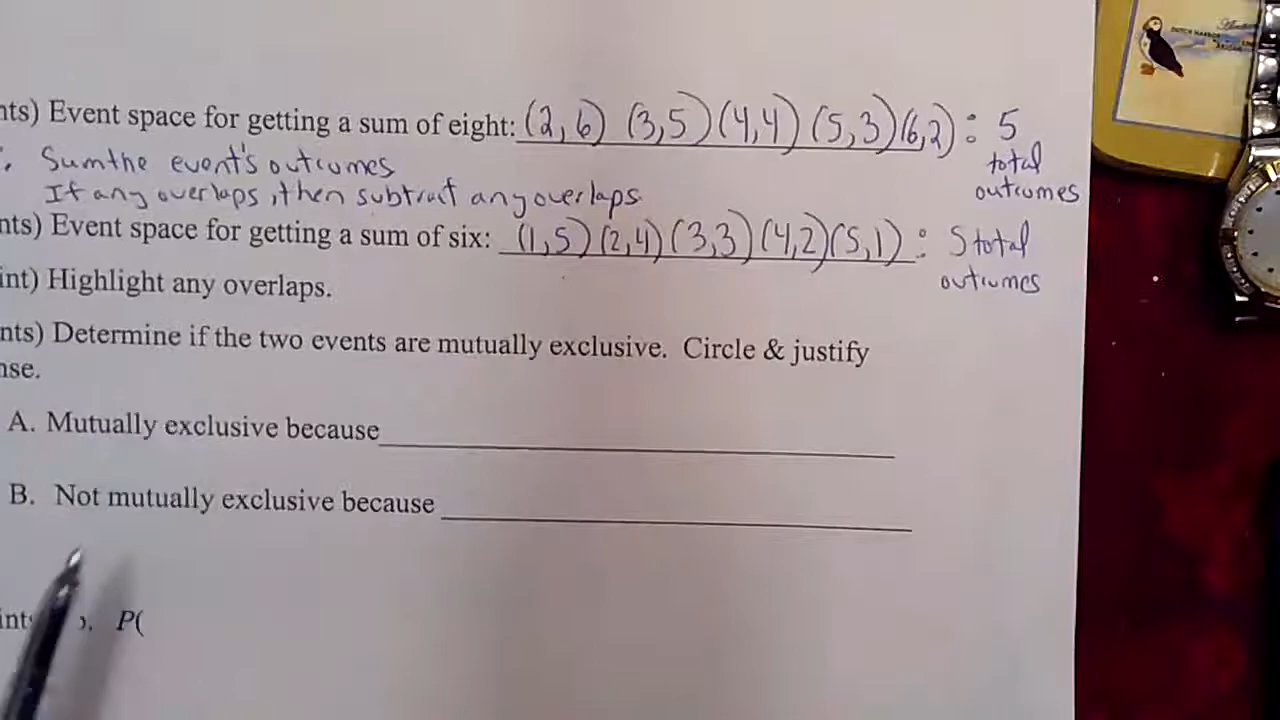 nts) Event space for getting a sum of eight: (2,6) (3,5) (4,4) (5,3) (6,2) : 5 total outcomes
Sum the event's outcomes
If any overlaps, then subtract any overlaps.
nts) Event space for getting a sum of six: (1,5) (2,4) (3,3) (4,2) (5,1) : 5 total outcomes
int) Highlight any overlaps.
nts) Determine if the two events are mutually exclusive. Circle & justify
nse.
A. Mutually exclusive because
B. Not mutually exclusive because
P(
DUTCH HARBOR